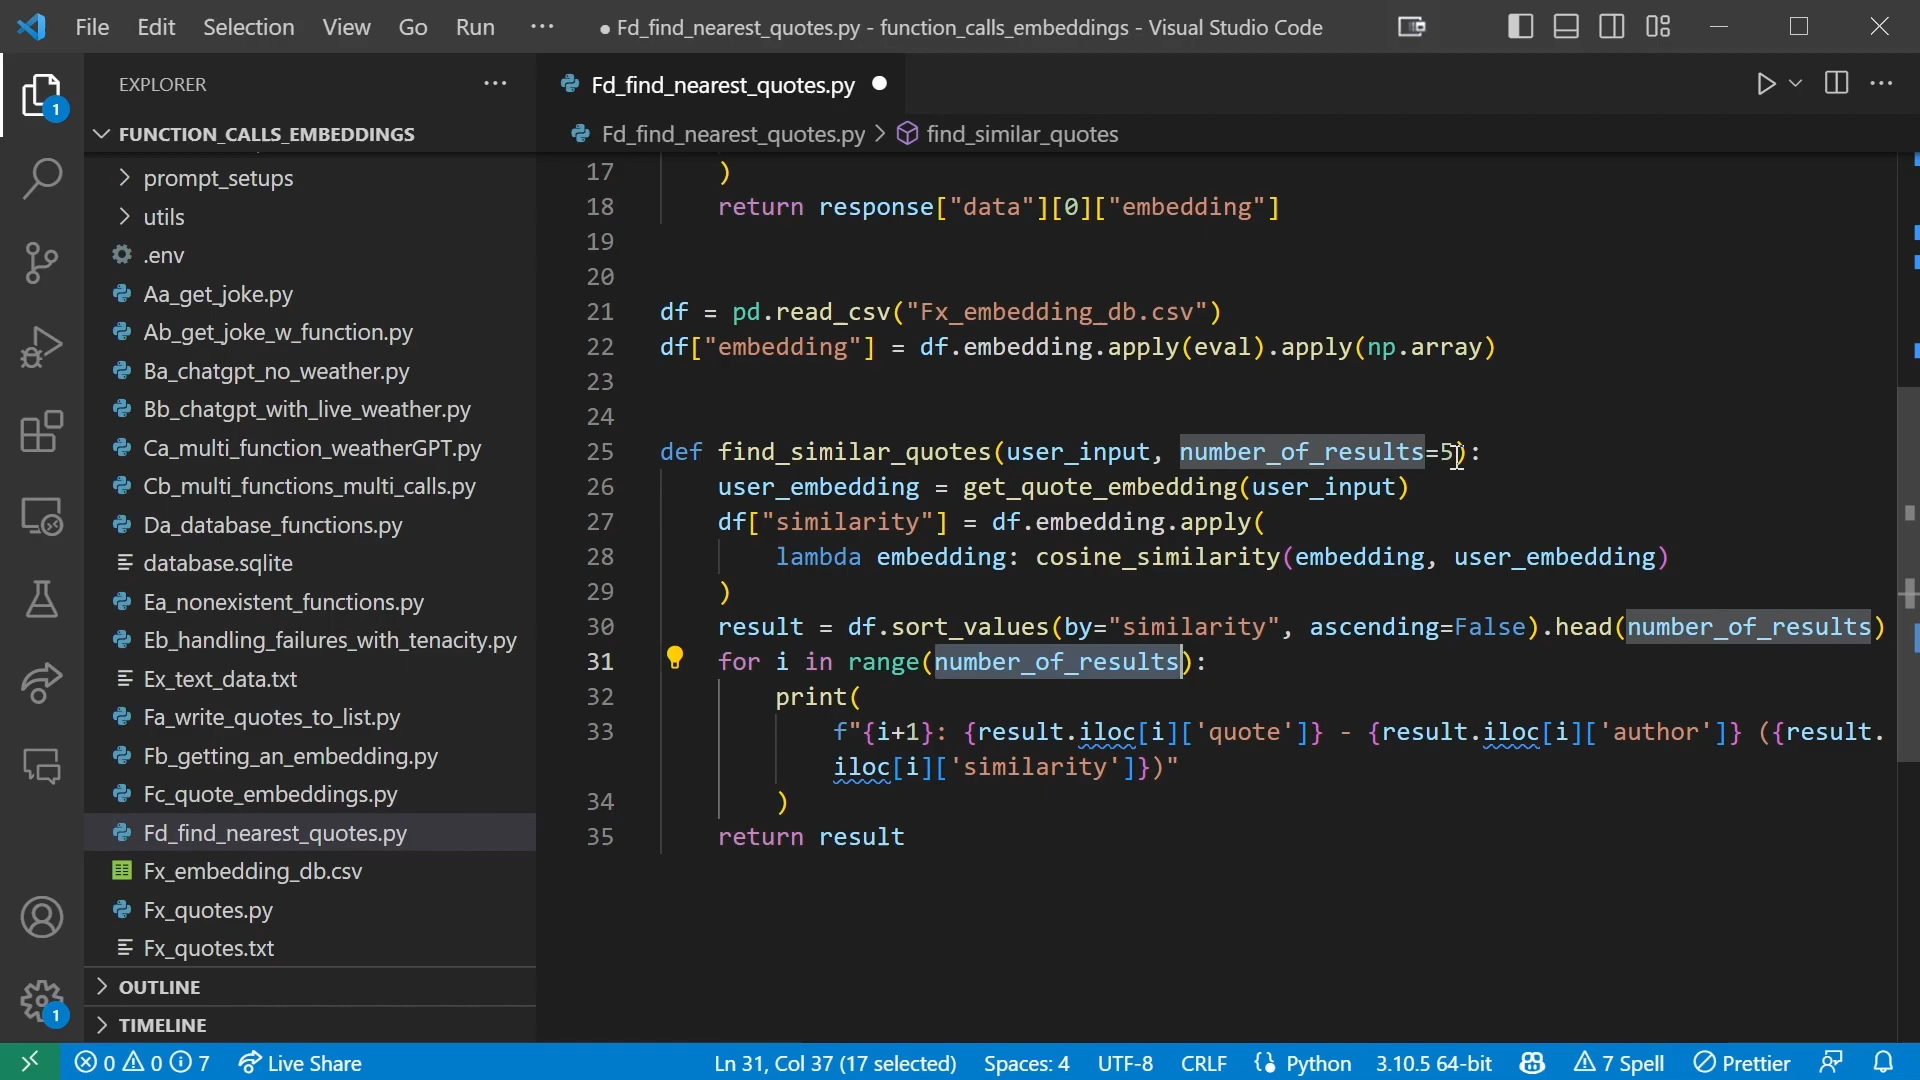 File Edit Selection View Go Run ··· ● Fd_find_nearest_quotes.py - function_calls_embeddings - Visual Studio Code
EXPLORER
1
FUNCTION_CALLS_EMBEDDINGS
prompt_setups
utils
.env
Aa_get_joke.py
Ab_get_joke_w_function.py
Ba_chatgpt_no_weather.py
Bb_chatgpt_with_live_weather.py
Ca_multi_function_weatherGPT.py
Cb_multi_functions_multi_calls.py
Da_database_functions.py
database.sqlite
Ea_nonexistent_functions.py
Eb_handling_failures_with_tenacity.py
Ex_text_data.txt
Fa_write_quotes_to_list.py
Fb_getting_an_embedding.py
Fc_quote_embeddings.py
Fd_find_nearest_quotes.py
Fx_embedding_db.csv
Fx_quotes.py
Fx_quotes.txt
OUTLINE
1
TIMELINE
Fd_find_nearest_quotes.py ●
Fd_find_nearest_quotes.py > find_similar_quotes
17 )
18 return response["data"][0]["embedding"]
19
20
21 df = pd.read_csv("Fx_embedding_db.csv")
22 df["embedding"] = df.embedding.apply(eval).apply(np.array)
23
24
25 def find_similar_quotes(user_input, number_of_results=5):
26 user_embedding = get_quote_embedding(user_input)
27 df["similarity"] = df.embedding.apply(
28 lambda embedding: cosine_similarity(embedding, user_embedding)
29 )
30 result = df.sort_values(by="similarity", ascending=False).head(number_of_results)
31 for i in range(number_of_results):
32 print(
33 f"{i+1}: {result.iloc[i]['quote']} - {result.iloc[i]['author']} ({result.
iloc[i]['similarity']})"
34 )
35 return result
0 0 7 Live Share Ln 31, Col 37 (17 selected) Spaces: 4 UTF-8 CRLF Python 3.10.5 64-bit 7 Spell Prettier